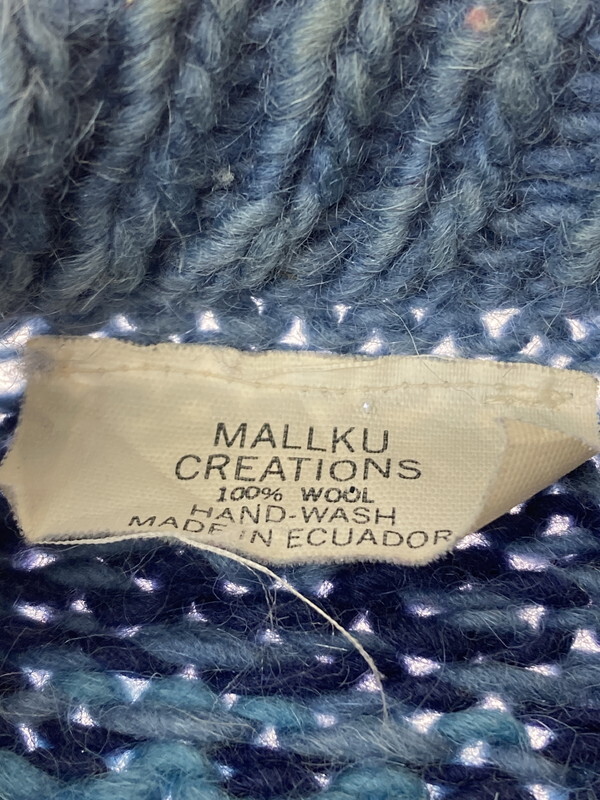 MALLKU
CREATIONS
100% WOOL
HAND-WASH
MADE IN ECUADOR